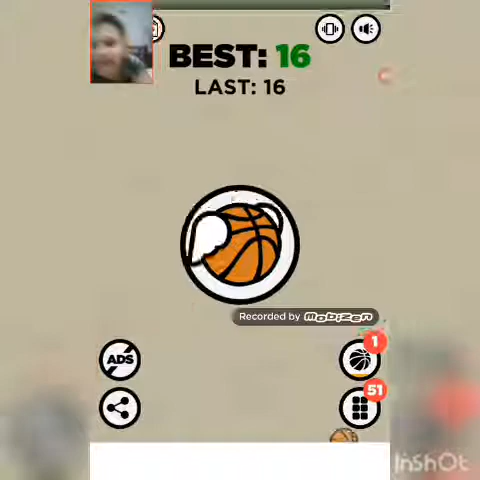 BEST: 16
LAST: 16
Recorded by mobizen
ADS
1
51
InShOt